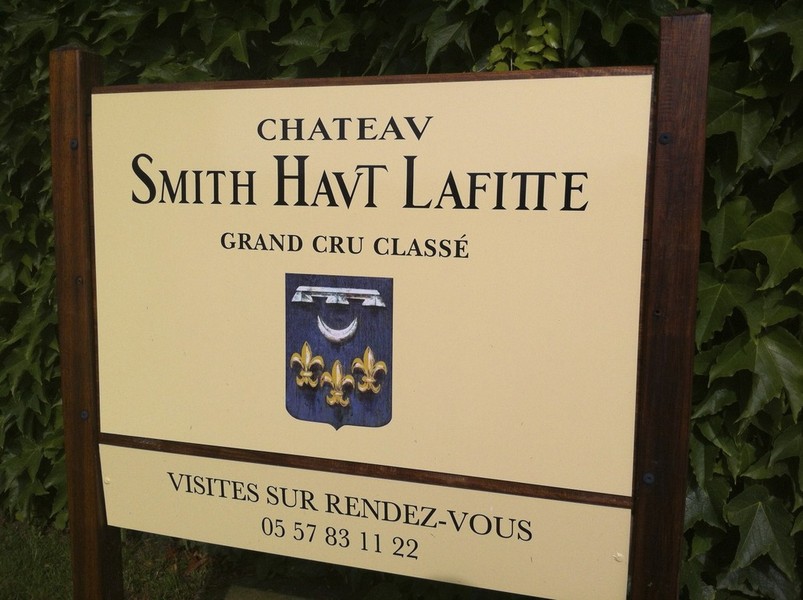 CHATEAV
SMITH HAVT LAFITTE
GRAND CRU CLASSÉ
VISITES SUR RENDEZ-VOUS
05 57 83 11 22